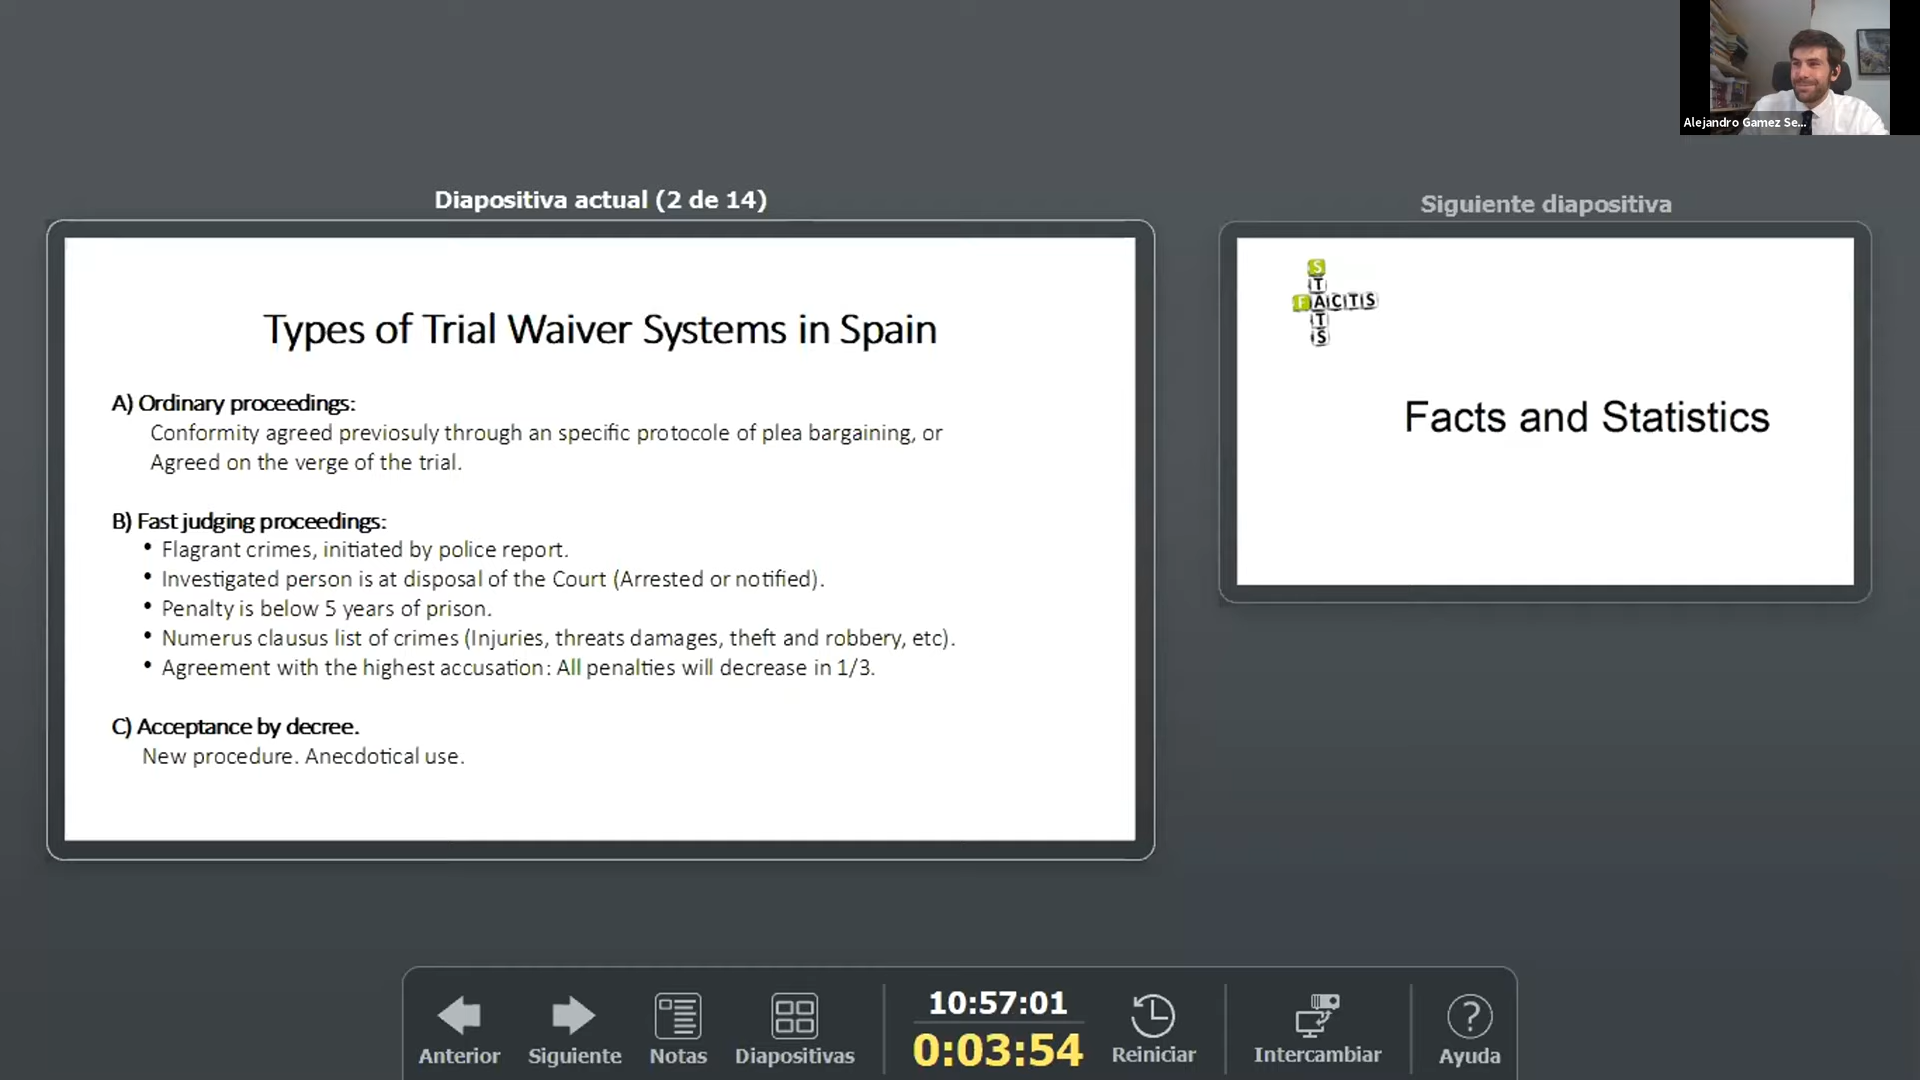 Alejandro Gamez Se...
Diapositiva actual (2 de 14)
Types of Trial Waiver Systems in Spain
A) Ordinary proceedings:
Conformity agreed previosuly through an specific protocole of plea bargaining, or
Agreed on the verge of the trial.
B) Fast judging proceedings:
• Flagrant crimes, initiated by police report.
• Investigated person is at disposal of the Court (Arrested or notified).
• Penalty is below 5 years of prison.
• Numerus clausus list of crimes (Injuries, threats damages, theft and robbery, etc).
• Agreement with the highest accusation: All penalties will decrease in 1/3.
C) Acceptance by decree.
New procedure. Anecdotical use.
Siguiente diapositiva
STATS
FACTS
Facts and Statistics
Anterior
Siguiente
Notas
Diapositivas
10:57:01
0:03:54
Reiniciar
Intercambiar
Ayuda